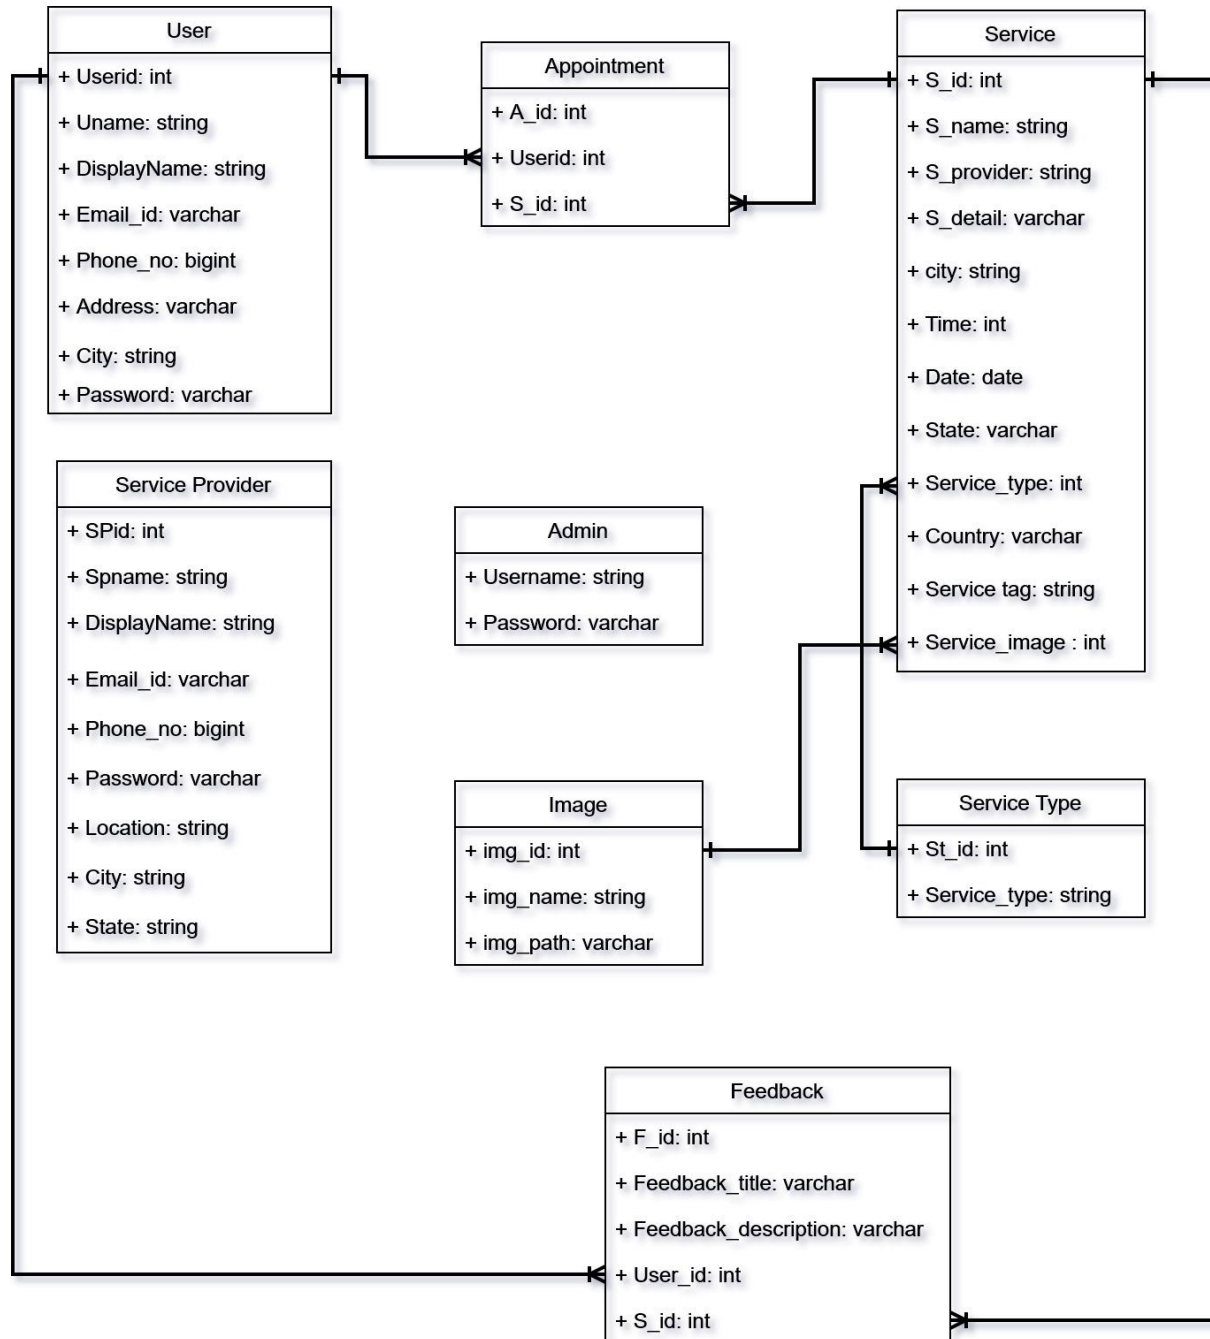 User
+ Userid: int
+ Uname: string
+ DisplayName: string
+ Email_id: varchar
+ Phone_no: bigint
+ Address: varchar
+ City: string
+ Password: varchar
Appointment
+ A_id: int
+ Userid: int
+ S_id: int
Service
+ S_id: int
+ S_name: string
+ S_provider: string
+ S_detail: varchar
+ city: string
+ Time: int
+ Date: date
+ State: varchar
+ Service_type: int
+ Country: varchar
+ Service tag: string
+ Service_image : int
Service Provider
+ SPid: int
+ Spname: string
+ DisplayName: string
+ Email_id: varchar
+ Phone_no: bigint
+ Password: varchar
+ Location: string
+ City: string
+ State: string
Admin
+ Username: string
+ Password: varchar
Image
+ img_id: int
+ img_name: string
+ img_path: varchar
Service Type
+ St_id: int
+ Service_type: string
Feedback
+ F_id: int
+ Feedback_title: varchar
+ Feedback_description: varchar
+ User_id: int
+ S_id: int